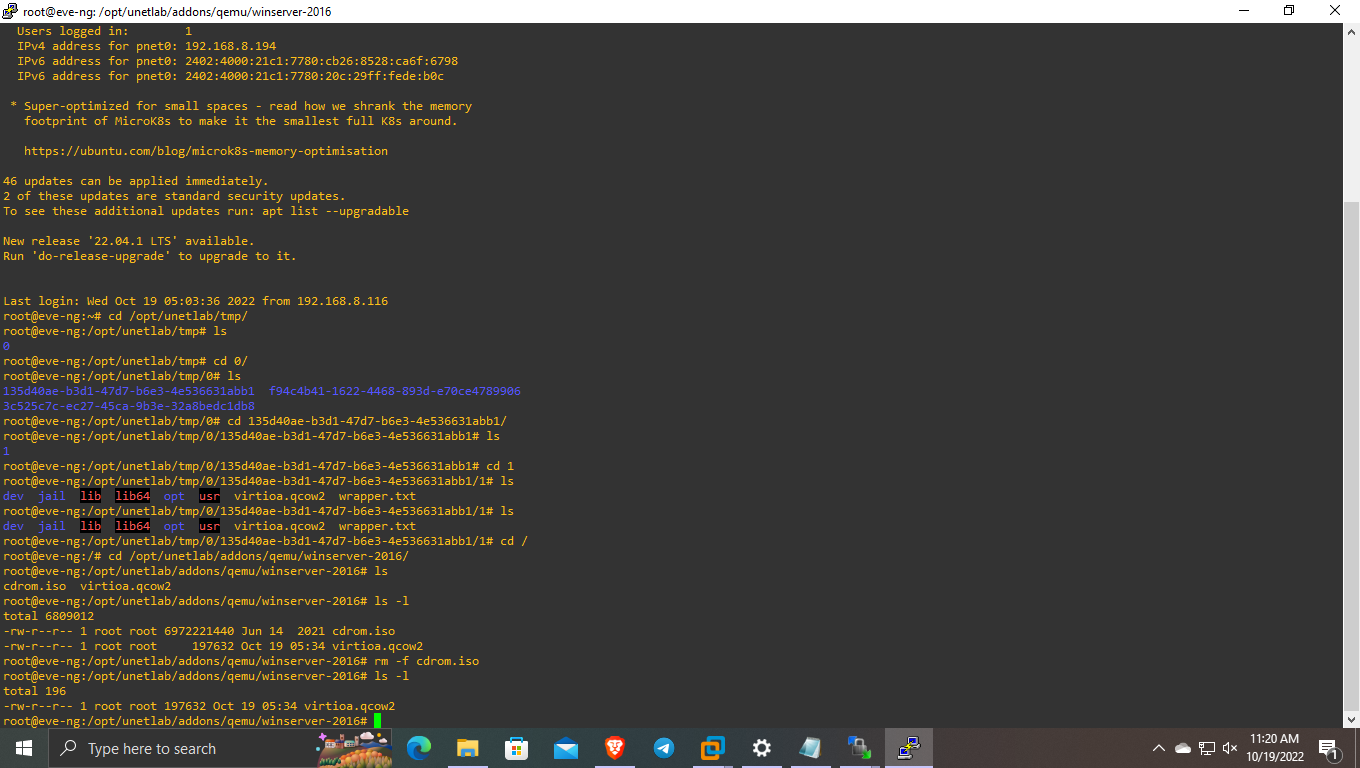 root@eve-ng: /opt/unetlab/addons/qemu/winserver-2016
Users logged in: 1
IPv4 address for pnet0: 192.168.8.194
IPv6 address for pnet0: 2402:4000:21c1:7780:cb26:8528:ca6f:6798
IPv6 address for pnet0: 2402:4000:21c1:7780:20c:29ff:fede:b0c
* Super-optimized for small spaces - read how we shrank the memory
footprint of MicroK8s to make it the smallest full K8s around.
https://ubuntu.com/blog/microk8s-memory-optimisation
46 updates can be applied immediately.
2 of these updates are standard security updates.
To see these additional updates run: apt list --upgradable
New release '22.04.1 LTS' available.
Run 'do-release-upgrade' to upgrade to it.
Last login: Wed Oct 19 05:03:36 2022 from 192.168.8.116
root@eve-ng:~# cd /opt/unetlab/tmp/
root@eve-ng:/opt/unetlab/tmp# ls
0
root@eve-ng:/opt/unetlab/tmp# cd 0/
root@eve-ng:/opt/unetlab/tmp/0# ls
135d40ae-b3d1-47d7-b6e3-4e536631abb1  f94c4b41-1622-4468-893d-e70ce4789906
3c525c7c-ec27-45ca-9b3e-32a8bedc1db8
root@eve-ng:/opt/unetlab/tmp/0# cd 135d40ae-b3d1-47d7-b6e3-4e536631abb1/
root@eve-ng:/opt/unetlab/tmp/0/135d40ae-b3d1-47d7-b6e3-4e536631abb1# ls
1
root@eve-ng:/opt/unetlab/tmp/0/135d40ae-b3d1-47d7-b6e3-4e536631abb1# cd 1
root@eve-ng:/opt/unetlab/tmp/0/135d40ae-b3d1-47d7-b6e3-4e536631abb1/1# ls
dev  jail  lib  lib64  opt  usr  virtioa.qcow2  wrapper.txt
root@eve-ng:/opt/unetlab/tmp/0/135d40ae-b3d1-47d7-b6e3-4e536631abb1/1# ls
dev  jail  lib  lib64  opt  usr  virtioa.qcow2  wrapper.txt
root@eve-ng:/opt/unetlab/tmp/0/135d40ae-b3d1-47d7-b6e3-4e536631abb1/1# cd /
root@eve-ng:/# cd /opt/unetlab/addons/qemu/winserver-2016/
root@eve-ng:/opt/unetlab/addons/qemu/winserver-2016# ls
cdrom.iso  virtioa.qcow2
root@eve-ng:/opt/unetlab/addons/qemu/winserver-2016# ls -l
total 6809012
-rw-r--r-- 1 root root 6972221440 Jun 14  2021 cdrom.iso
-rw-r--r-- 1 root root     197632 Oct 19 05:34 virtioa.qcow2
root@eve-ng:/opt/unetlab/addons/qemu/winserver-2016# rm -f cdrom.iso
root@eve-ng:/opt/unetlab/addons/qemu/winserver-2016# ls -l
total 196
-rw-r--r-- 1 root root 197632 Oct 19 05:34 virtioa.qcow2
root@eve-ng:/opt/unetlab/addons/qemu/winserver-2016#
Type here to search
11:20 AM
10/19/2022
1